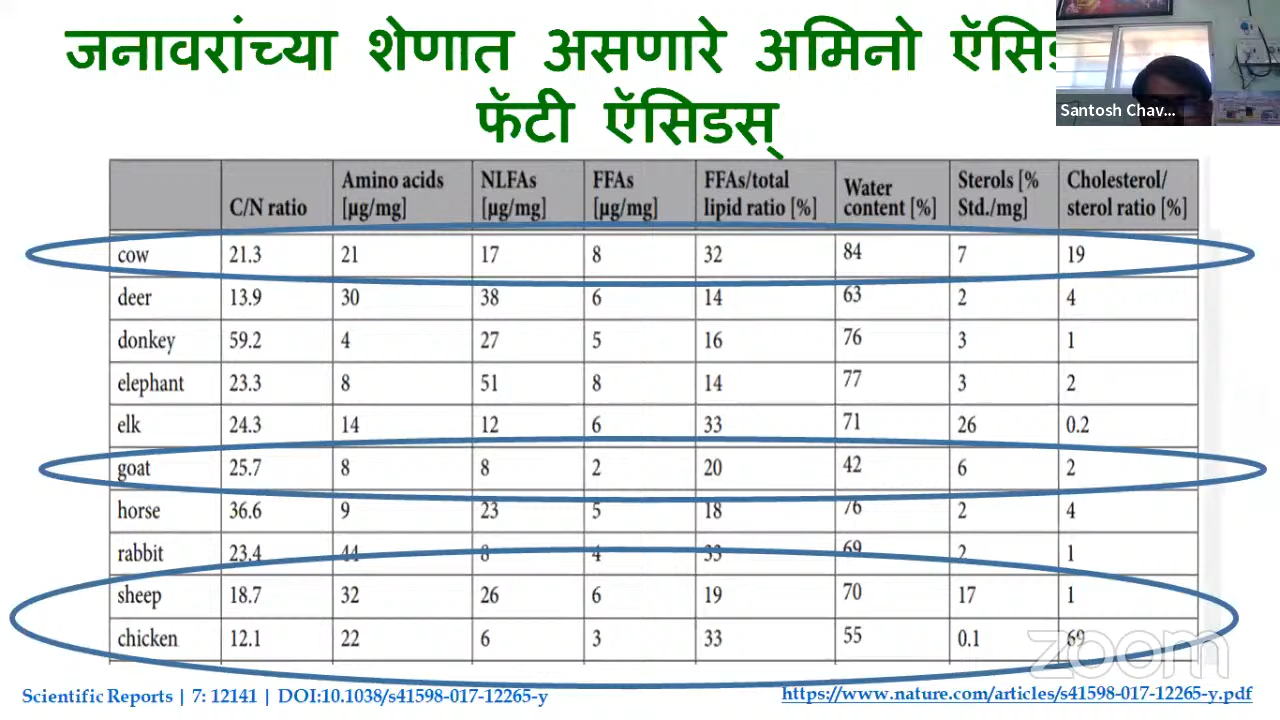 जनावरांच्या शेणात असणारे अमिनो
फॅटी ऍसिडस्
Santosh Chav...
C/N ratio Amino acids [µg/mg] NLFAs [µg/mg] FFAs [µg/mg] FFAs/total lipid ratio [%] Water content [%] Sterols [% Std./mg] Cholesterol/ sterol ratio [%]
cow 21.3 21 17 8 32 84 7 19
deer 13.9 30 38 6 14 63 2 4
donkey 59.2 4 27 5 16 76 3 1
elephant 23.3 8 51 8 14 77 3 2
elk 24.3 14 12 6 33 71 26 0.2
goat 25.7 8 8 2 20 42 6 2
horse 36.6 9 23 5 18 76 2 4
rabbit 23.4 44 8 4 33 69 2 1
sheep 18.7 32 26 6 19 70 17 1
chicken 12.1 22 6 3 33 55 0.1 69
zoom
Scientific Reports | 7: 12141 | DOI:10.1038/s41598-017-12265-y
https://www.nature.com/articles/s41598-017-12265-y.pdf